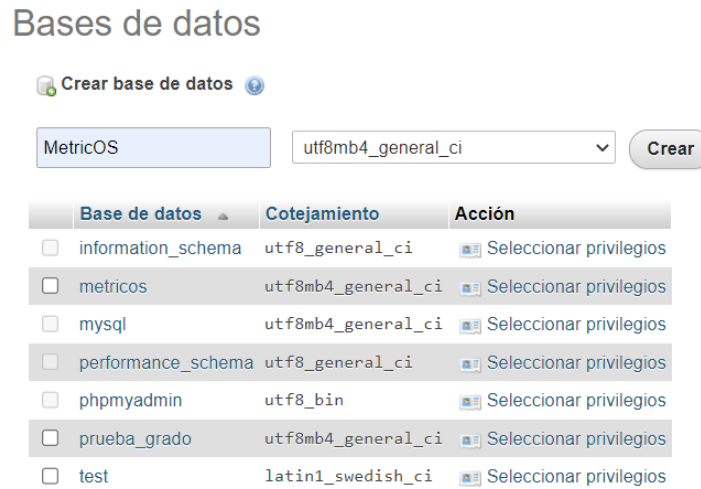 Bases de datos
Crear base de datos
MetricOS utf8mb4_general_ci Crear
Base de datos Cotejamiento Acción
information_schema utf8_general_ci Seleccionar privilegios
metricos utf8mb4_general_ci Seleccionar privilegios
mysql utf8mb4_general_ci Seleccionar privilegios
performance_schema utf8_general_ci Seleccionar privilegios
phpmyadmin utf8_bin Seleccionar privilegios
prueba_grado utf8mb4_general_ci Seleccionar privilegios
test latin1_swedish_ci Seleccionar privilegios